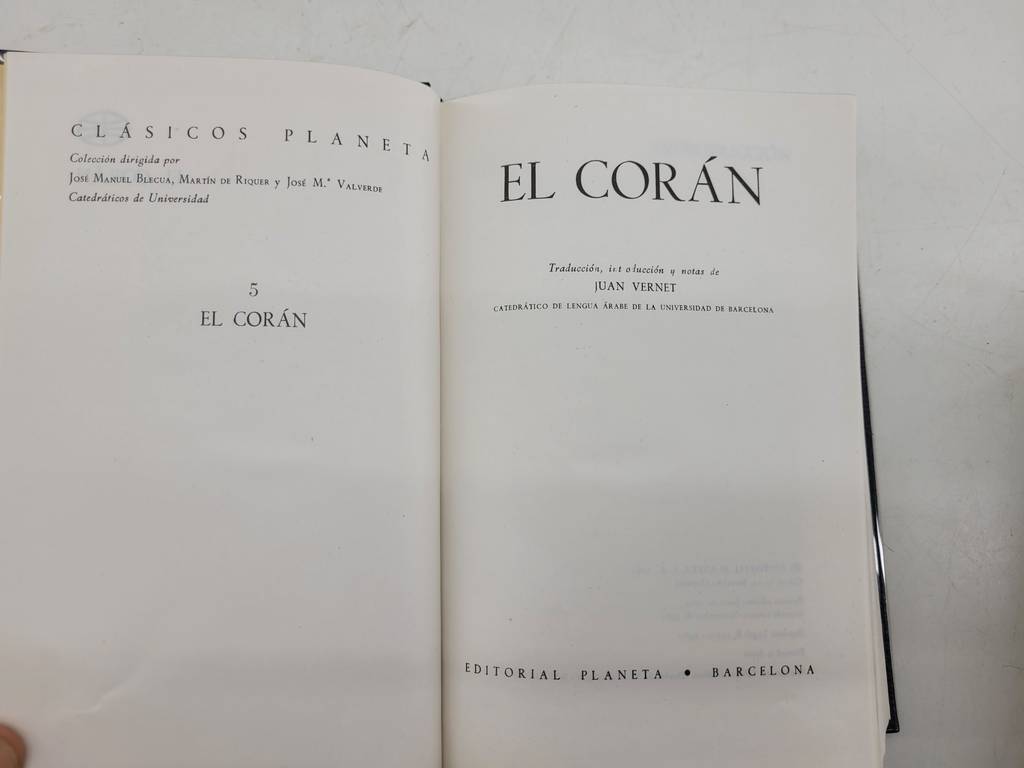 CLÁSICOS PLANETA
Colección dirigida por
José Manuel Blecua, Martín de Riquer y José M.ª Valverde
Catedráticos de Universidad
5
EL CORÁN
EL CORÁN
Traducción, int oducción y notas de
JUAN VERNET
CATEDRÁTICO DE LENGUA ÁRABE DE LA UNIVERSIDAD DE BARCELONA
EDITORIAL PLANETA • BARCELONA